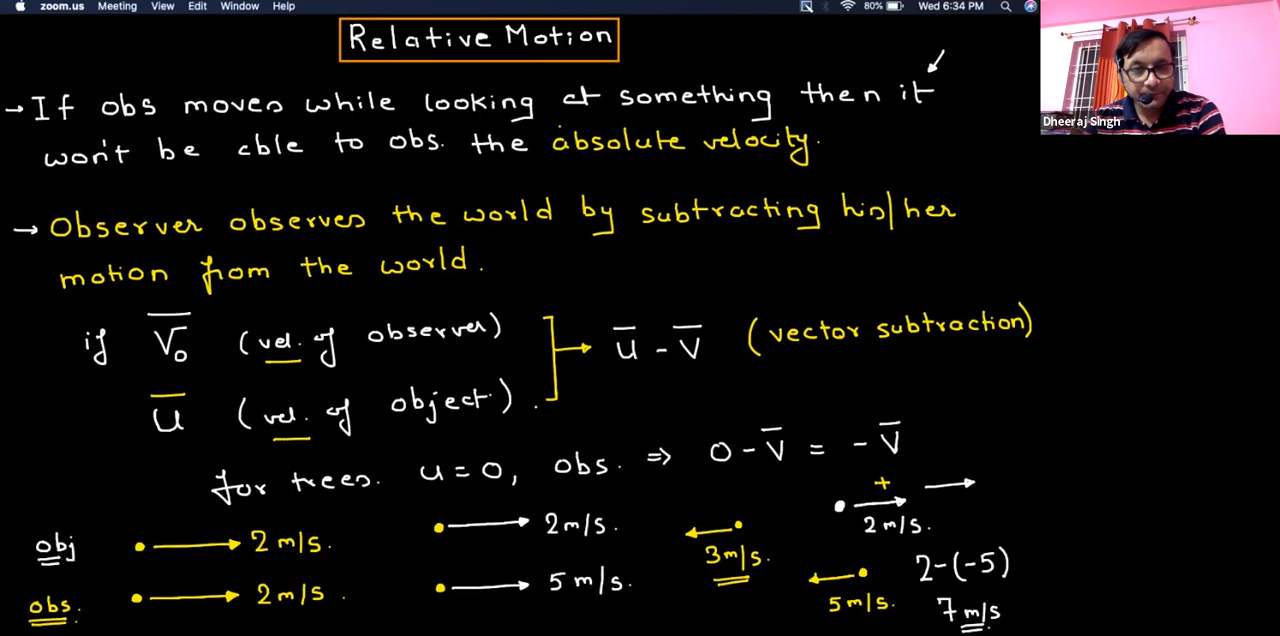 zoom.us Meeting View Edit Window Help 80% Wed 6:34 PM
Relative Motion
Dheeraj Singh
→ If obs moves while looking at something then it
won't be able to obs. the absolute velocity.
→ Observer observes the world by subtracting his/her
motion from the world.
if V̅₀ (vel. of observer)
u̅ - v̅ (vector subtraction)
u̅ (vel. of object).
for trees. u = 0, obs. ⇒ 0 - v̅ = - v̅
+
obj → 2 m/s. → 2 m/s. ← 3 m/s. → 2 m/s.
obs. → 2 m/s. → 5 m/s. ← 5 m/s. 2-(-5)
7 m/s